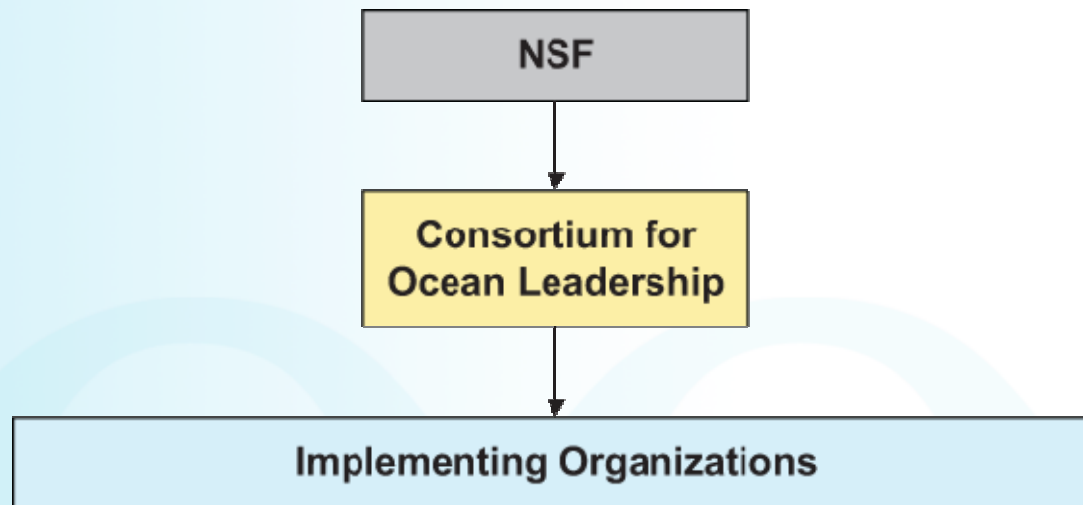 NSF
Consortium for
Ocean Leadership
Implementing Organizations